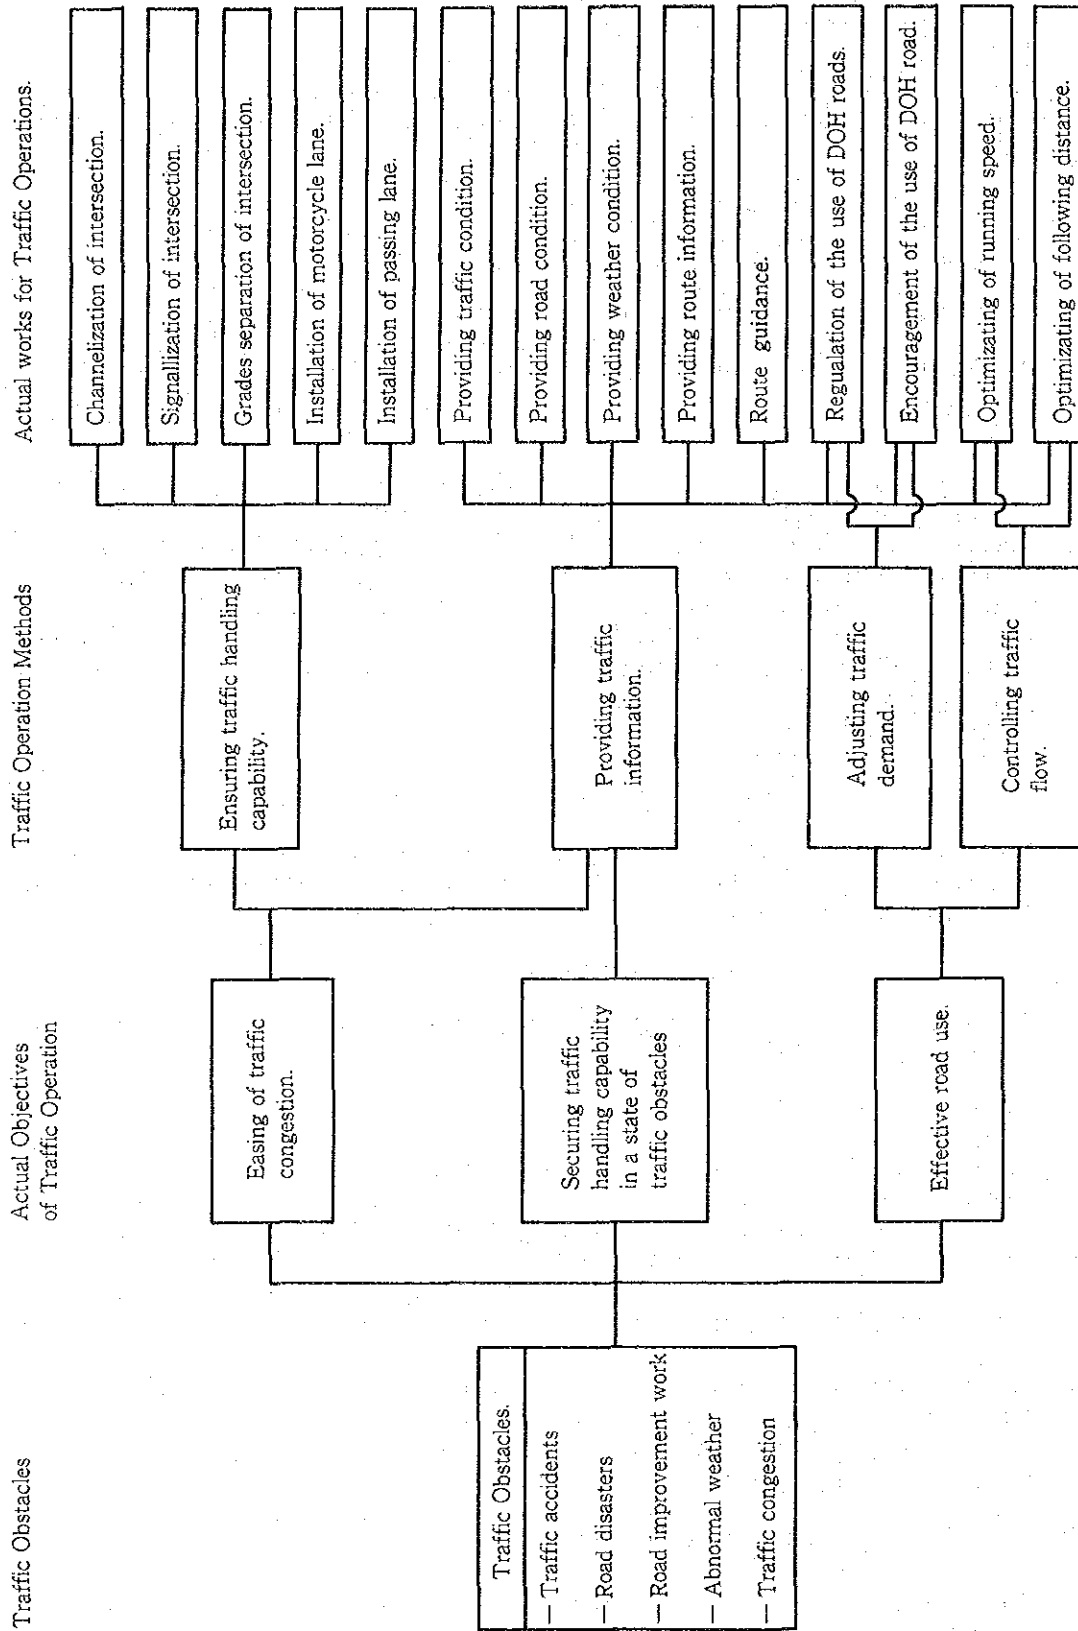 Traffic Obstacles
Actual Objectives
of Traffic Operation
Traffic Operation Methods
Actual works for Traffic Operations.
Traffic Obstacles.
— Traffic accidents
— Road disasters
— Road improvement work
— Abnormal weather
— Traffic congestion
Easing of traffic
congestion.
Securing traffic
handling capability
in a state of
traffic obstacles
Effective road use.
Ensuring traffic handling
capability.
Providing traffic
information.
Adjusting traffic
demand.
Controlling traffic
flow.
Channelization of intersection.
Signallization of intersection.
Grades separation of intersection.
Installation of motorcycle lane.
Installation of passing lane.
Providing traffic condition.
Providing road condition.
Providing weather condition.
Providing route information.
Route guidance.
Regualation of the use of DOH roads.
Encouragement of the use of DOH road.
Optimizating of running speed.
Optimizating of following distance.